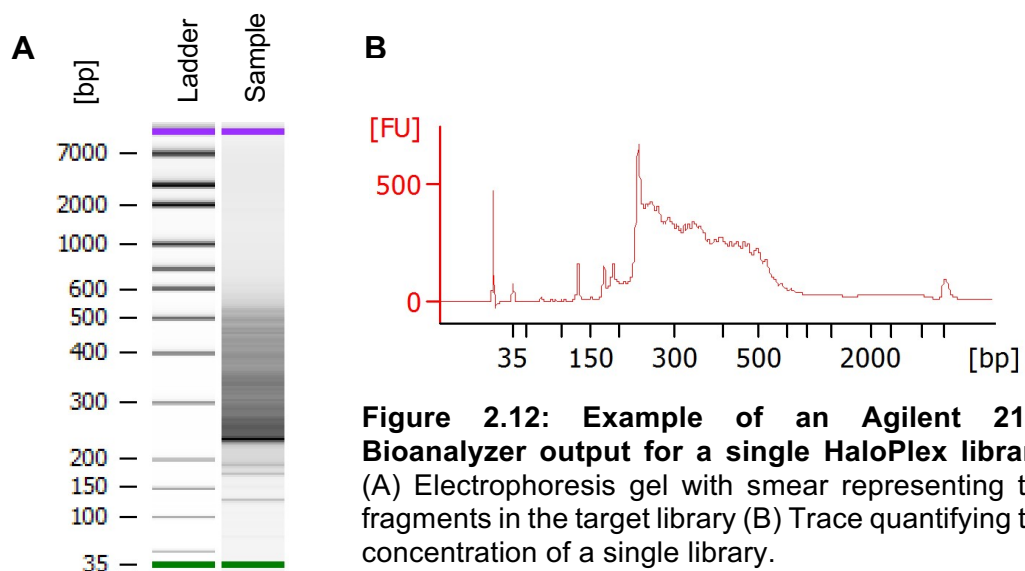 A
B
[bp]
Ladder
Sample
7000
2000
1000
600
500
400
300
200
150
100
35
[FU]
500
0
35 150 300 500 2000 [bp]
Figure 2.12: Example of an Agilent 21
Bioanalyzer output for a single HaloPlex librar
(A) Electrophoresis gel with smear representing t
fragments in the target library (B) Trace quantifying t
concentration of a single library.